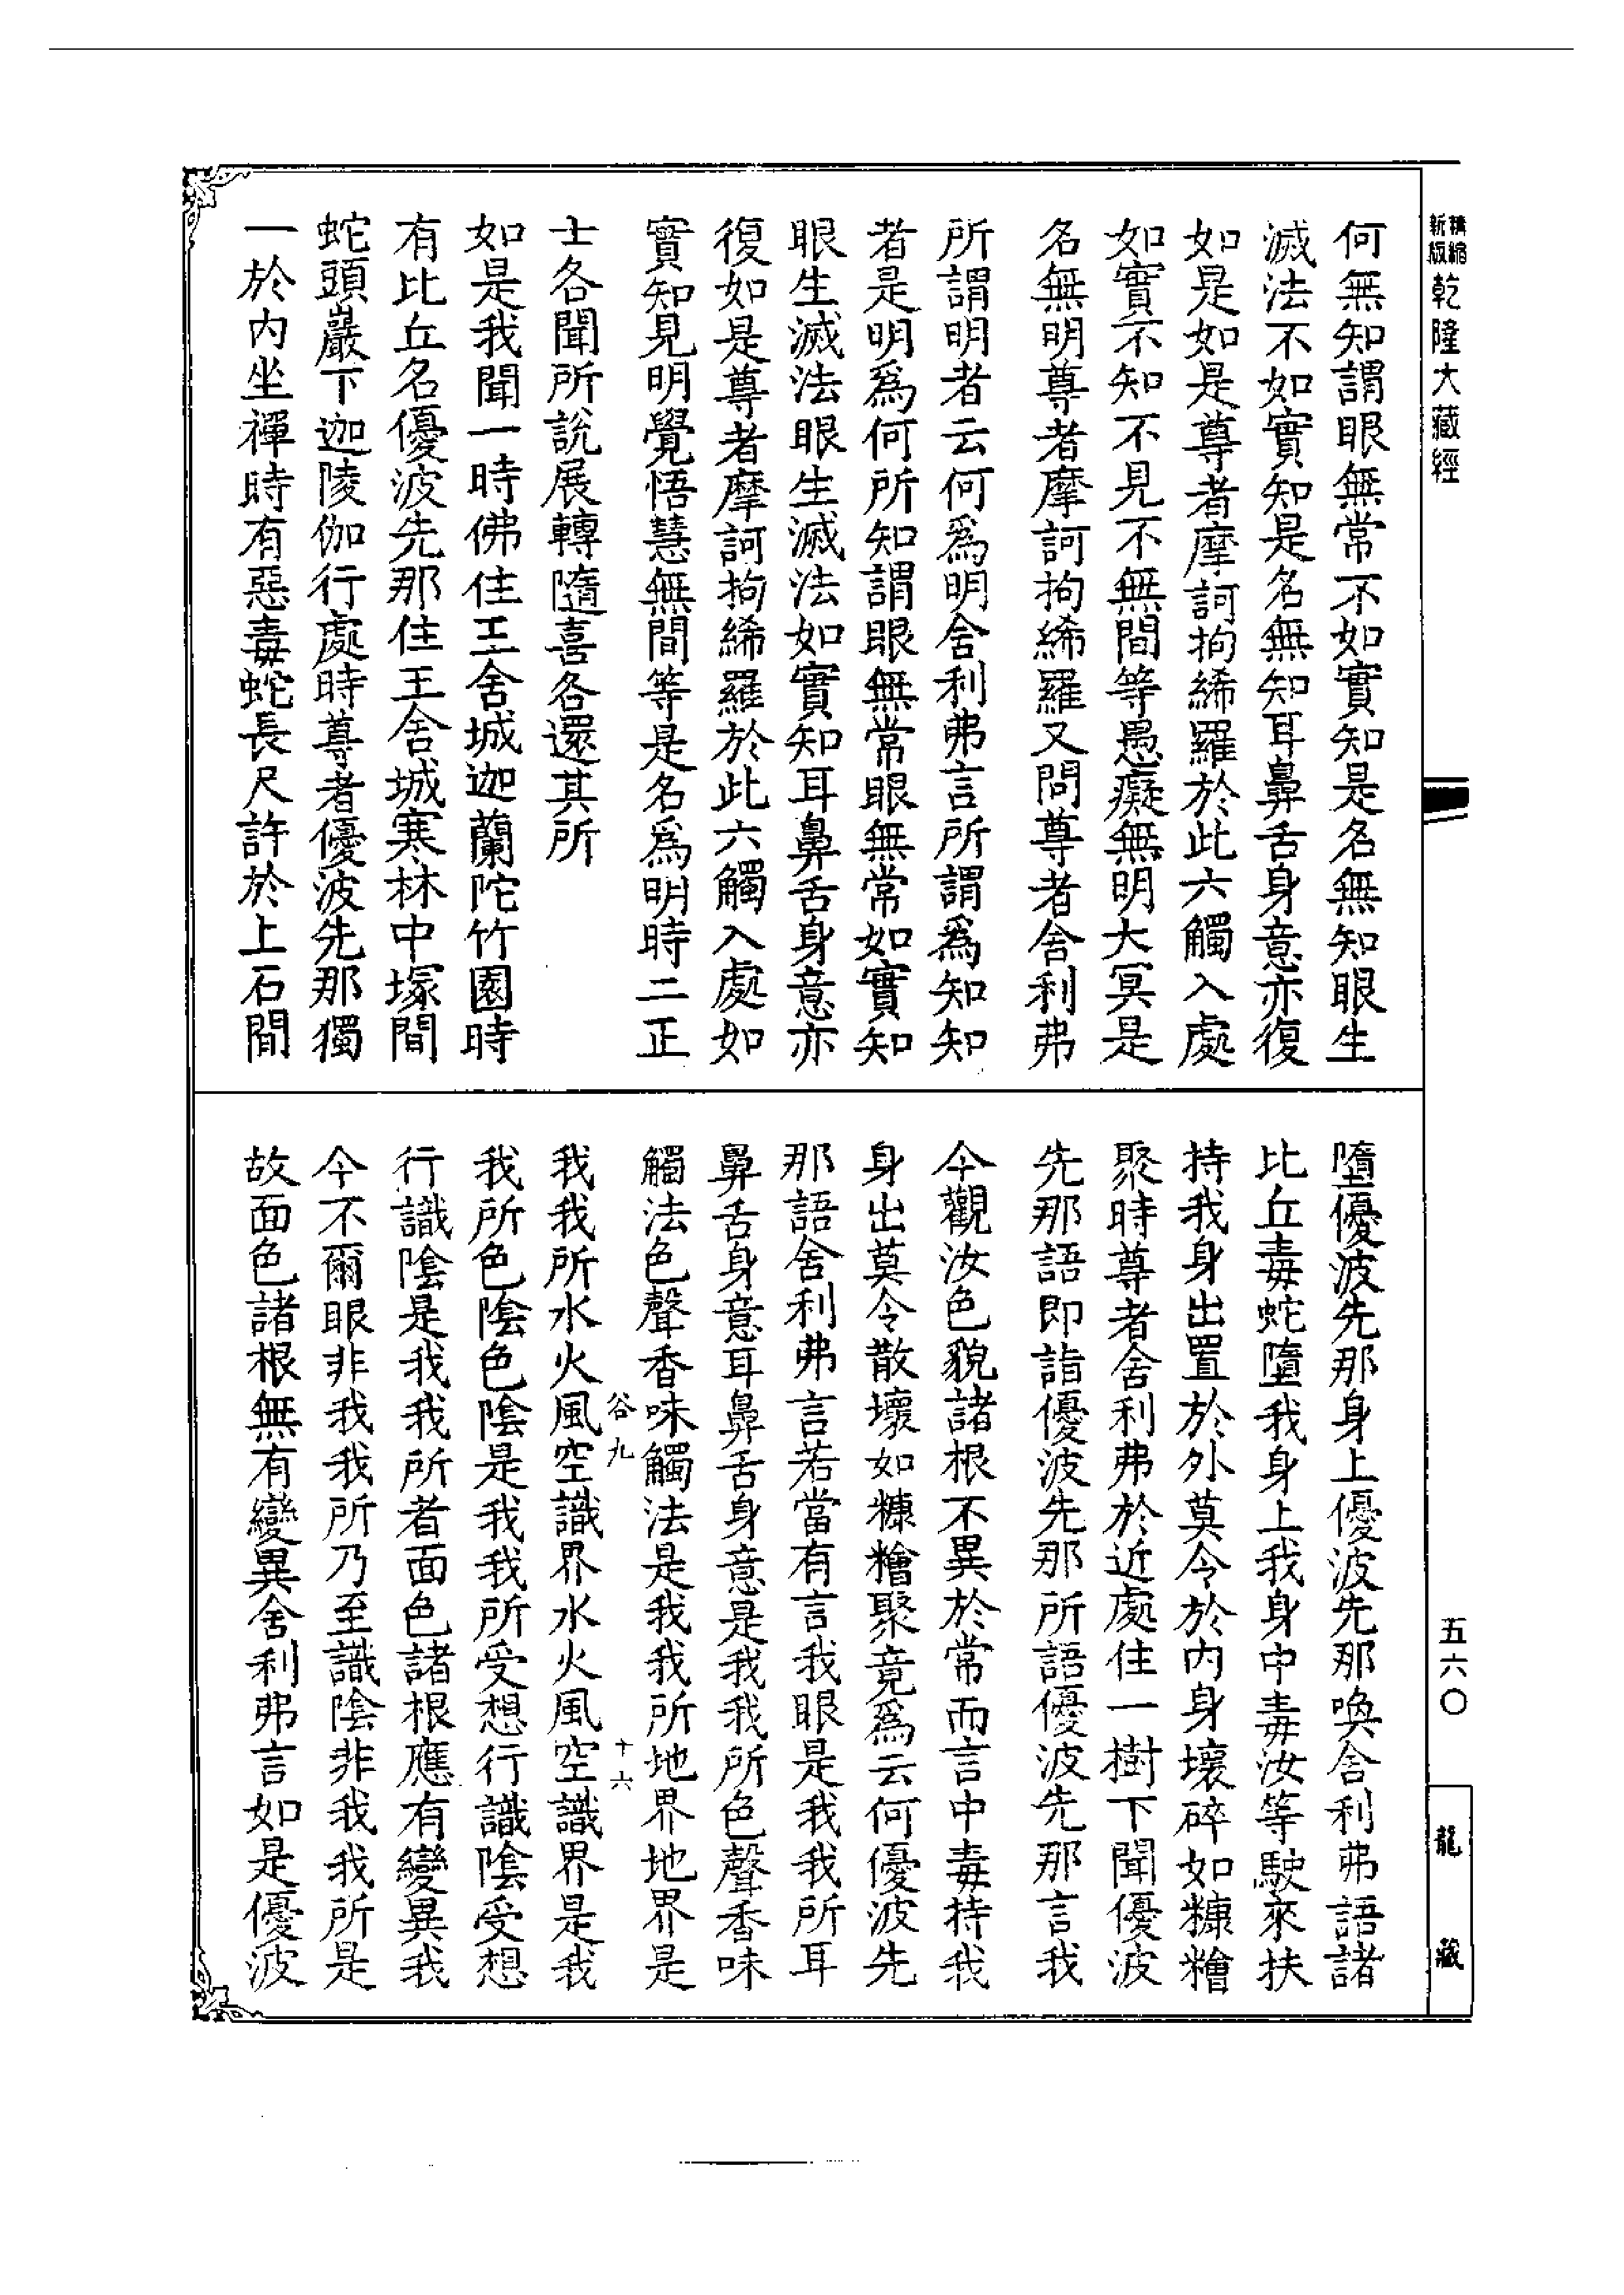 精縮新版乾隆大藏經
何無知謂眼無常不如實知是名無知眼生
滅法不如實知是名無知耳鼻舌身意亦復
如是如是尊者摩訶拘絺羅於此六觸入處
如實不知不見不無間等愚癡無明大冥是
名無明尊者摩訶拘絺羅又問尊者舍利弗
所謂明者云何爲明舍利弗言所謂爲知知
者是明爲何所知謂眼無常眼無常如實知
眼生滅法眼生滅法如實知耳鼻舌身意亦
復如是尊者摩訶拘絺羅於此六觸入處如
實知見明覺悟慧無間等是名爲明時二正
士各聞所說展轉隨喜各還其所
如是我聞一時佛住王舍城迦蘭陀竹園時
有比丘名優波先那住王舍城寒林中塚間
蛇頭巖下迦陵伽行處時尊者優波先那獨
一於內坐禪時有惡毒蛇長尺許於上石間
墮優波先那身上優波先那喚舍利弗語諸
比丘毒蛇墮我身上我身中毒汝等駛來扶
持我身出置於外莫令於內身壞碎如糠糩
聚時尊者舍利弗於近處住一樹下聞優波
先那語即詣優波先那所語優波先那言我
今觀汝色貌諸根不異於常而言中毒持我
身出莫令散壞如糠糩聚竟爲云何優波先
那語舍利弗言若當有言我眼是我我所耳
鼻舌身意耳鼻舌身意是我我所色聲香味
觸法色聲香味觸法是我我所地界地界是
谷九 十六
我我所水火風空識界水火風空識界是我
我所色陰色陰是我我所受想行識陰受想
行識陰是我我所者面色諸根應有變異我
今不爾眼非我我所乃至識陰非我我所是
故面色諸根無有變異舍利弗言如是優波
五六〇
龍藏